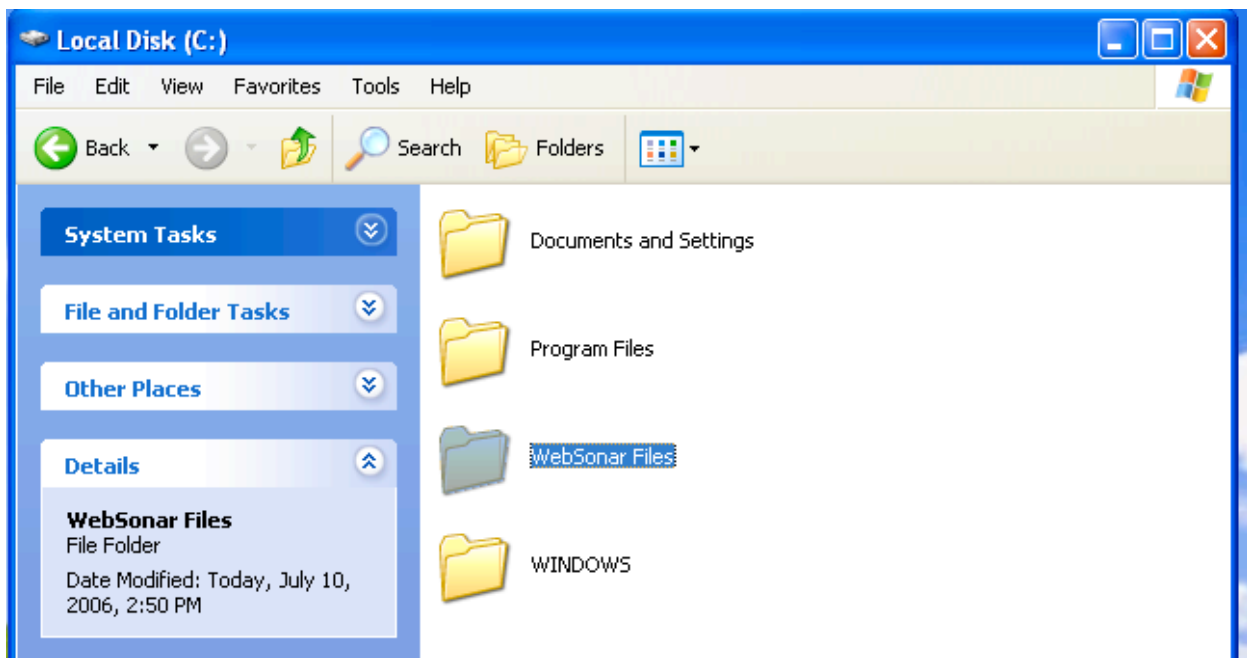 Local Disk (C:)
File Edit View Favorites Tools Help
Back Search Folders
System Tasks
File and Folder Tasks
Other Places
Details
WebSonar Files
File Folder
Date Modified: Today, July 10,
2006, 2:50 PM
Documents and Settings
Program Files
WebSonar Files
WINDOWS